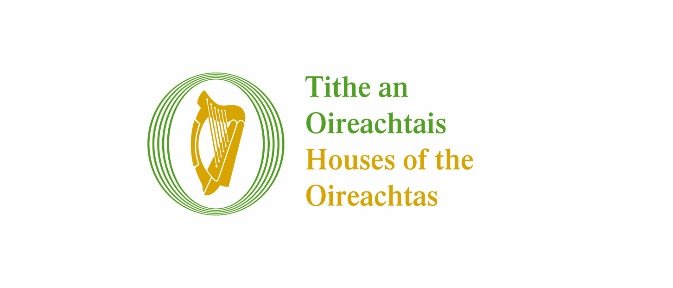 Tithe an
Oireachtais
Houses of the
Oireachtas